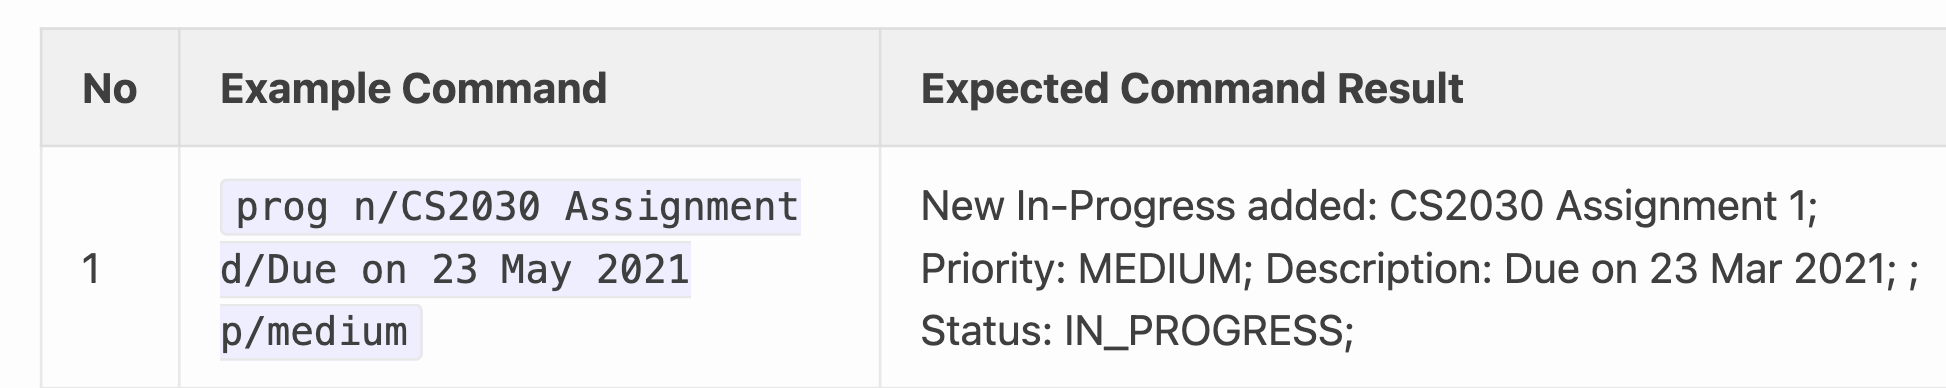 No Example Command Expected Command Result
prog n/CS2030 Assignment New In-Progress added: CS2030 Assignment 1;
1 d/Due on 23 May 2021 Priority: MEDIUM; Description: Due on 23 Mar 2021; ;
p/medium Status: IN_PROGRESS;